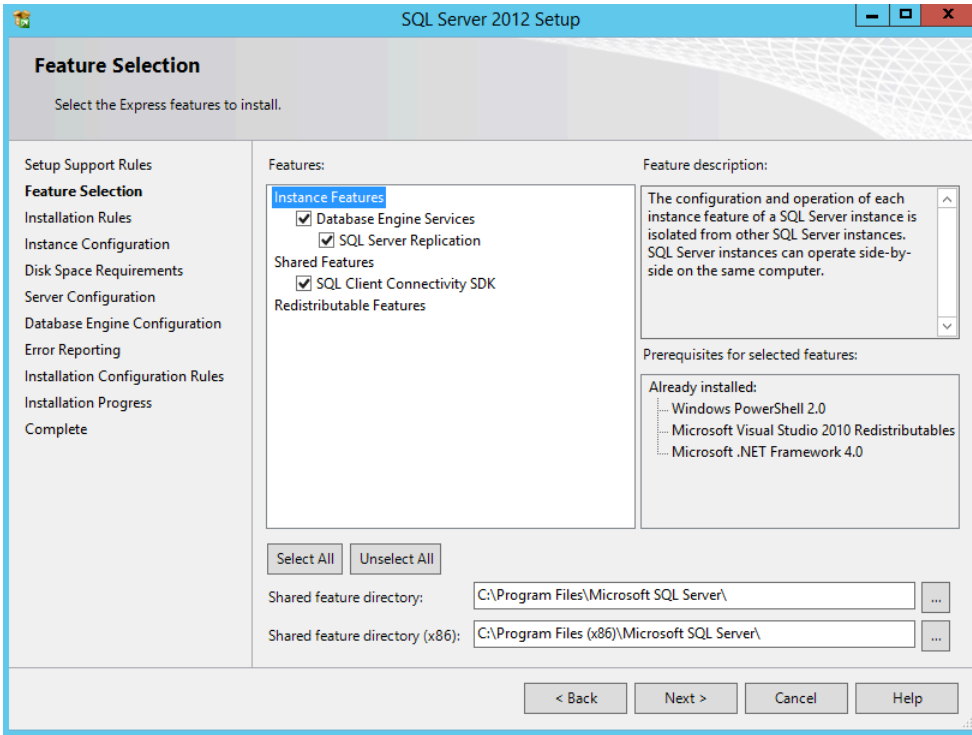 SQL Server 2012 Setup
Feature Selection
Select the Express features to install.
Setup Support Rules
Feature Selection
Installation Rules
Instance Configuration
Disk Space Requirements
Server Configuration
Database Engine Configuration
Error Reporting
Installation Configuration Rules
Installation Progress
Complete
Features:
Instance Features
Database Engine Services
SQL Server Replication
Shared Features
SQL Client Connectivity SDK
Redistributable Features
Feature description:
The configuration and operation of each
instance feature of a SQL Server instance is
isolated from other SQL Server instances.
SQL Server instances can operate side-by-
side on the same computer.
Prerequisites for selected features:
Already installed:
Windows PowerShell 2.0
Microsoft Visual Studio 2010 Redistributables
Microsoft .NET Framework 4.0
Select All
Unselect All
Shared feature directory:
C:\Program Files\Microsoft SQL Server\
...
Shared feature directory (x86):
C:\Program Files (x86)\Microsoft SQL Server\
...
< Back
Next >
Cancel
Help